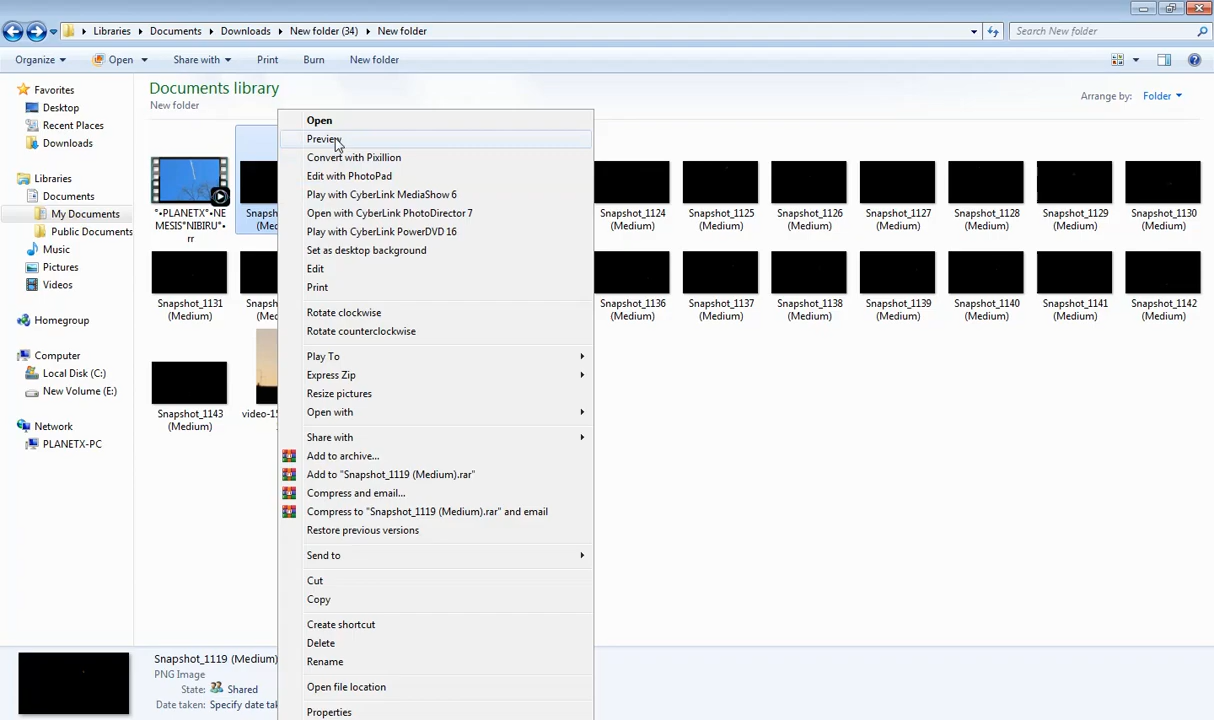 Libraries Documents Downloads New folder (34) New folder
Search New folder
Organize Open Share with Print Burn New folder
Favorites
Desktop
Recent Places
Downloads
Libraries
Documents
My Documents
Public Documents
Music
Pictures
Videos
Homegroup
Computer
Local Disk (C:)
New Volume (E:)
Network
PLANETX-PC
Documents library
New folder
Arrange by: Folder
°•PLANETX°•NE
MESIS°NIBIRU°•
rr
Snaps
(Med
Snapshot_1124
(Medium)
Snapshot_1125
(Medium)
Snapshot_1126
(Medium)
Snapshot_1127
(Medium)
Snapshot_1128
(Medium)
Snapshot_1129
(Medium)
Snapshot_1130
(Medium)
Snapshot_1131
(Medium)
Snaps
(Med
Snapshot_1136
(Medium)
Snapshot_1137
(Medium)
Snapshot_1138
(Medium)
Snapshot_1139
(Medium)
Snapshot_1140
(Medium)
Snapshot_1141
(Medium)
Snapshot_1142
(Medium)
Snapshot_1143
(Medium)
video-15
Open
Preview
Convert with Pixillion
Edit with PhotoPad
Play with CyberLink MediaShow 6
Open with CyberLink PhotoDirector 7
Play with CyberLink PowerDVD 16
Set as desktop background
Edit
Print
Rotate clockwise
Rotate counterclockwise
Play To
Express Zip
Resize pictures
Open with
Share with
Add to archive...
Add to "Snapshot_1119 (Medium).rar"
Compress and email...
Compress to "Snapshot_1119 (Medium).rar" and email
Restore previous versions
Send to
Cut
Copy
Create shortcut
Delete
Rename
Open file location
Properties
Snapshot_1119 (Medium)
PNG Image
State: Shared
Date taken: Specify date tak